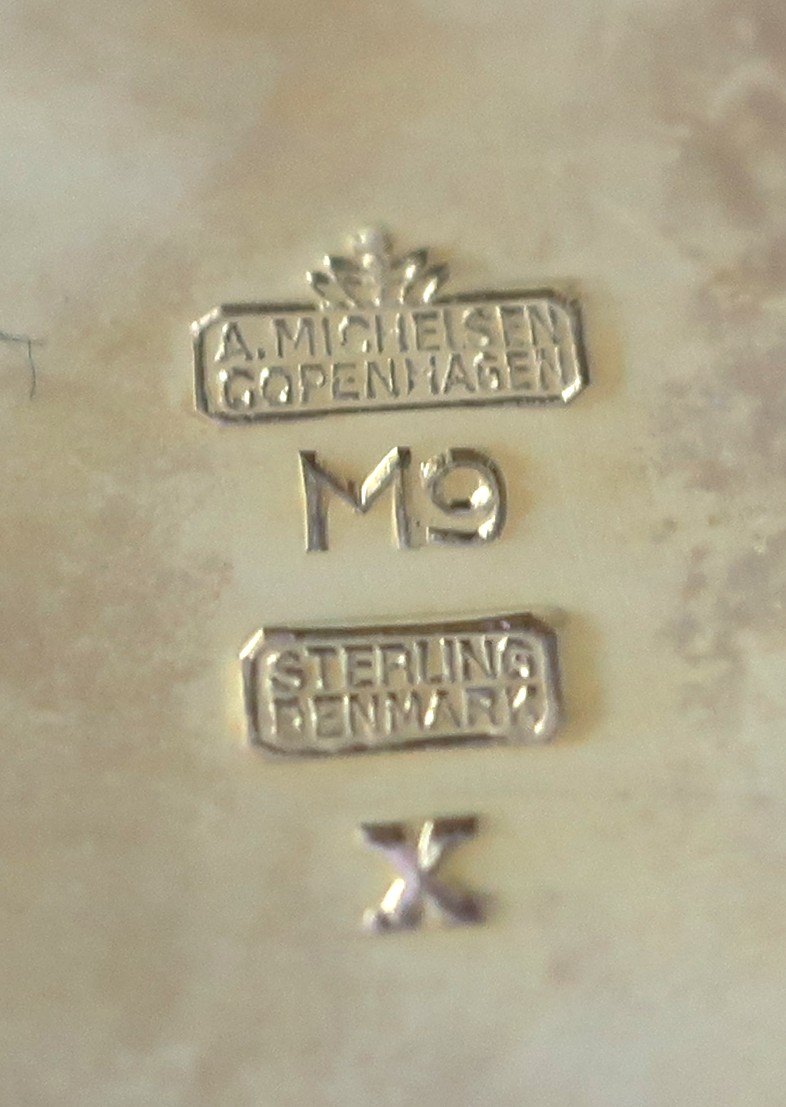 A. MICHELSEN
COPENHAGEN
M9
STERLING
DENMARK
X